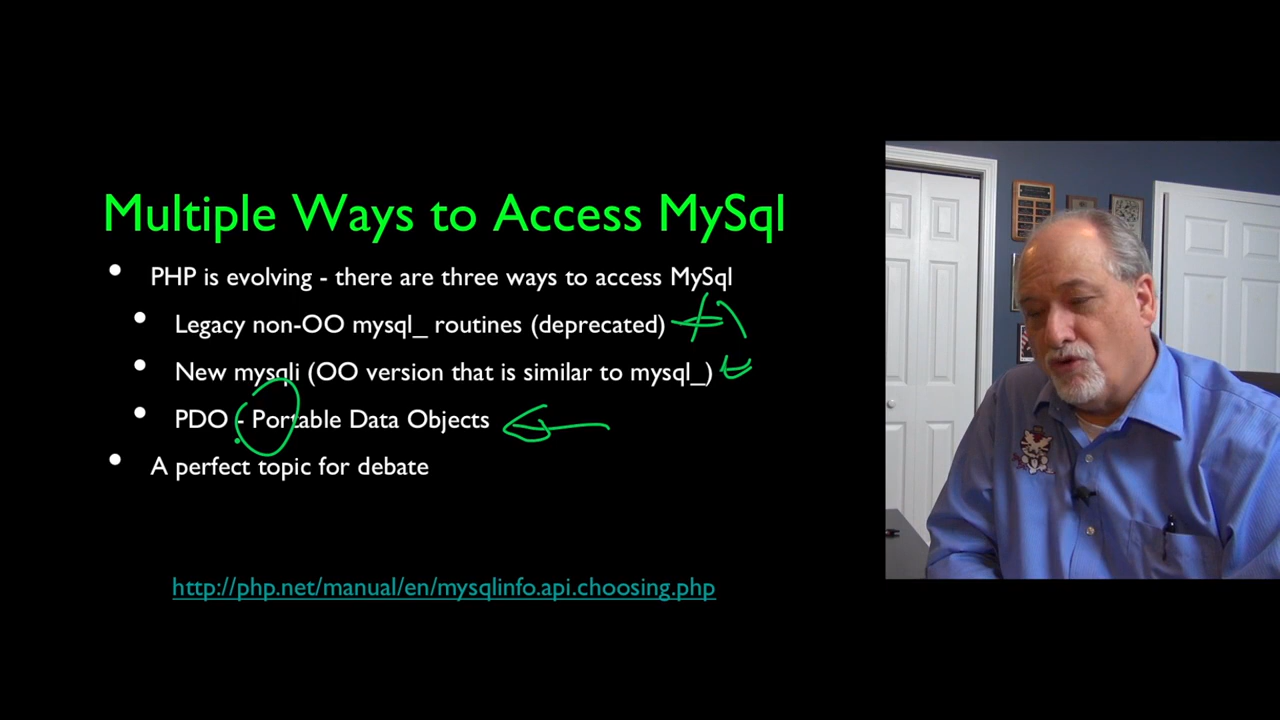 Multiple Ways to Access MySql
• PHP is evolving - there are three ways to access MySql
• Legacy non-OO mysql_ routines (deprecated)
• New mysqli (OO version that is similar to mysql_)
• PDO - Portable Data Objects
• A perfect topic for debate
http://php.net/manual/en/mysqlinfo.api.choosing.php